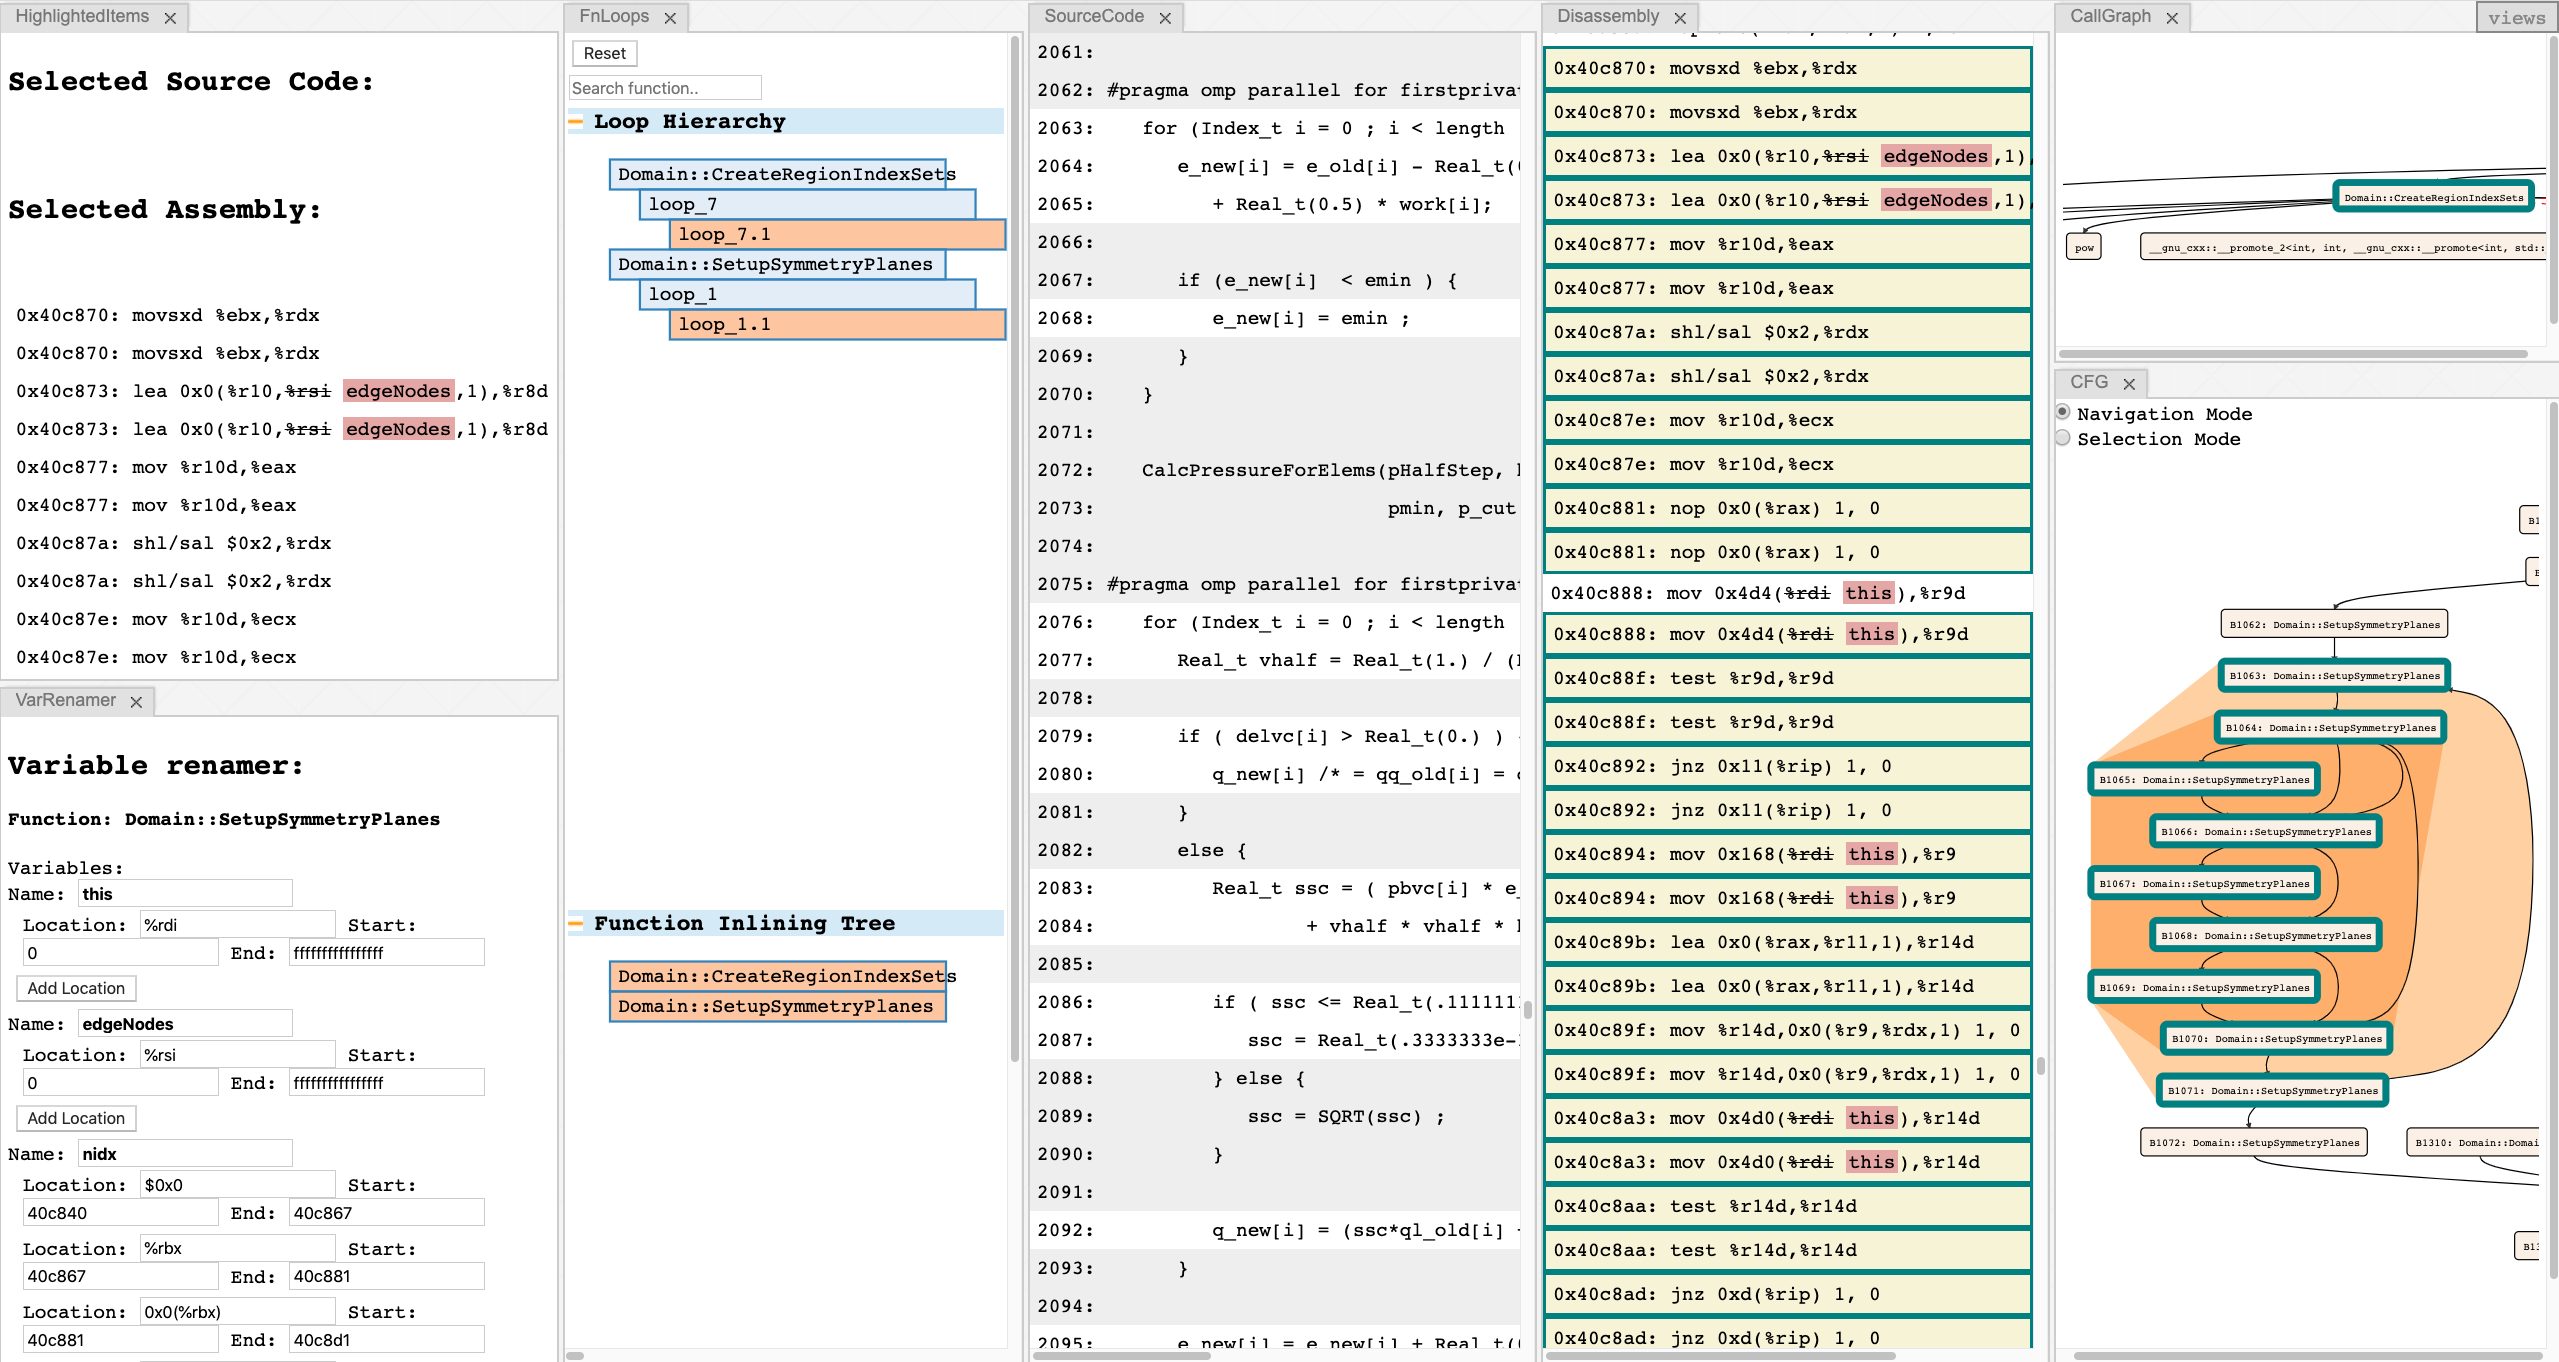 HighlightedItems
Selected Source Code:
Selected Assembly:
0x40c870: movsxd %ebx,%rdx
0x40c870: movsxd %ebx,%rdx
0x40c873: lea 0x0(%r10,%rsi edgeNodes,1),%r8d
0x40c873: lea 0x0(%r10,%rsi edgeNodes,1),%r8d
0x40c877: mov %r10d,%eax
0x40c877: mov %r10d,%eax
0x40c87a: shl/sal $0x2,%rdx
0x40c87a: shl/sal $0x2,%rdx
0x40c87e: mov %r10d,%ecx
0x40c87e: mov %r10d,%ecx
VarRenamer
Variable renamer:
Function: Domain::SetupSymmetryPlanes
Variables:
Name: this
Location: %rdi Start:
0 End: ffffffffffffffff
Add Location
Name: edgeNodes
Location: %rsi Start:
0 End: ffffffffffffffff
Add Location
Name: nidx
Location: $0x0 Start:
40c840 End: 40c867
Location: %rbx Start:
40c867 End: 40c881
Location: 0x0(%rbx) Start:
40c881 End: 40c8d1
FnLoops
Reset
Search function..
Loop Hierarchy
Domain::CreateRegionIndexSets
loop_7
loop_7.1
Domain::SetupSymmetryPlanes
loop_1
loop_1.1
Function Inlining Tree
Domain::CreateRegionIndexSets
Domain::SetupSymmetryPlanes
SourceCode
2061:
2062: #pragma omp parallel for firstpriva
2063: for (Index_t i = 0 ; i < length
2064: e_new[i] = e_old[i] - Real_t(
2065: + Real_t(0.5) * work[i];
2066:
2067: if (e_new[i] < emin ) {
2068: e_new[i] = emin ;
2069: }
2070: }
2071:
2072: CalcPressureForElems(pHalfStep,
2073: pmin, p_cut
2074:
2075: #pragma omp parallel for firstpriva
2076: for (Index_t i = 0 ; i < length
2077: Real_t vhalf = Real_t(1.) / (
2078:
2079: if ( delvc[i] > Real_t(0.) )
2080: q_new[i] /* = qq_old[i] =
2081: }
2082: else {
2083: Real_t ssc = ( pbvc[i] * e_
2084: + vhalf * vhalf *
2085:
2086: if ( ssc <= Real_t(.111111
2087: ssc = Real_t(.3333333e-
2088: } else {
2089: ssc = SQRT(ssc) ;
2090: }
2091:
2092: q_new[i] = (ssc*ql_old[i]
2093: }
2094:
2095: e_new[i] = e_new[i] + Real_t(
Disassembly
0x40c870: movsxd %ebx,%rdx
0x40c870: movsxd %ebx,%rdx
0x40c873: lea 0x0(%r10,%rsi edgeNodes,1),
0x40c873: lea 0x0(%r10,%rsi edgeNodes,1),
0x40c877: mov %r10d,%eax
0x40c877: mov %r10d,%eax
0x40c87a: shl/sal $0x2,%rdx
0x40c87a: shl/sal $0x2,%rdx
0x40c87e: mov %r10d,%ecx
0x40c87e: mov %r10d,%ecx
0x40c881: nop 0x0(%rax) 1, 0
0x40c881: nop 0x0(%rax) 1, 0
0x40c888: mov 0x4d4(%rdi this),%r9d
0x40c888: mov 0x4d4(%rdi this),%r9d
0x40c88f: test %r9d,%r9d
0x40c88f: test %r9d,%r9d
0x40c892: jnz 0x11(%rip) 1, 0
0x40c892: jnz 0x11(%rip) 1, 0
0x40c894: mov 0x168(%rdi this),%r9
0x40c894: mov 0x168(%rdi this),%r9
0x40c89b: lea 0x0(%rax,%r11,1),%r14d
0x40c89b: lea 0x0(%rax,%r11,1),%r14d
0x40c89f: mov %r14d,0x0(%r9,%rdx,1) 1, 0
0x40c89f: mov %r14d,0x0(%r9,%rdx,1) 1, 0
0x40c8a3: mov 0x4d0(%rdi this),%r14d
0x40c8a3: mov 0x4d0(%rdi this),%r14d
0x40c8aa: test %r14d,%r14d
0x40c8aa: test %r14d,%r14d
0x40c8ad: jnz 0xd(%rip) 1, 0
0x40c8ad: jnz 0xd(%rip) 1, 0
CallGraph
views
Domain::CreateRegionIndexSets
pow
__gnu_cxx::__promote_2<int, int, __gnu_cxx::__promote<int, std::
CFG
Navigation Mode
Selection Mode
B1062: Domain::SetupSymmetryPlanes
B1063: Domain::SetupSymmetryPlanes
B1064: Domain::SetupSymmetryPlanes
B1065: Domain::SetupSymmetryPlanes
B1066: Domain::SetupSymmetryPlanes
B1067: Domain::SetupSymmetryPlanes
B1068: Domain::SetupSymmetryPlanes
B1069: Domain::SetupSymmetryPlanes
B1070: Domain::SetupSymmetryPlanes
B1071: Domain::SetupSymmetryPlanes
B1072: Domain::SetupSymmetryPlanes
B1310: Domain::Domai